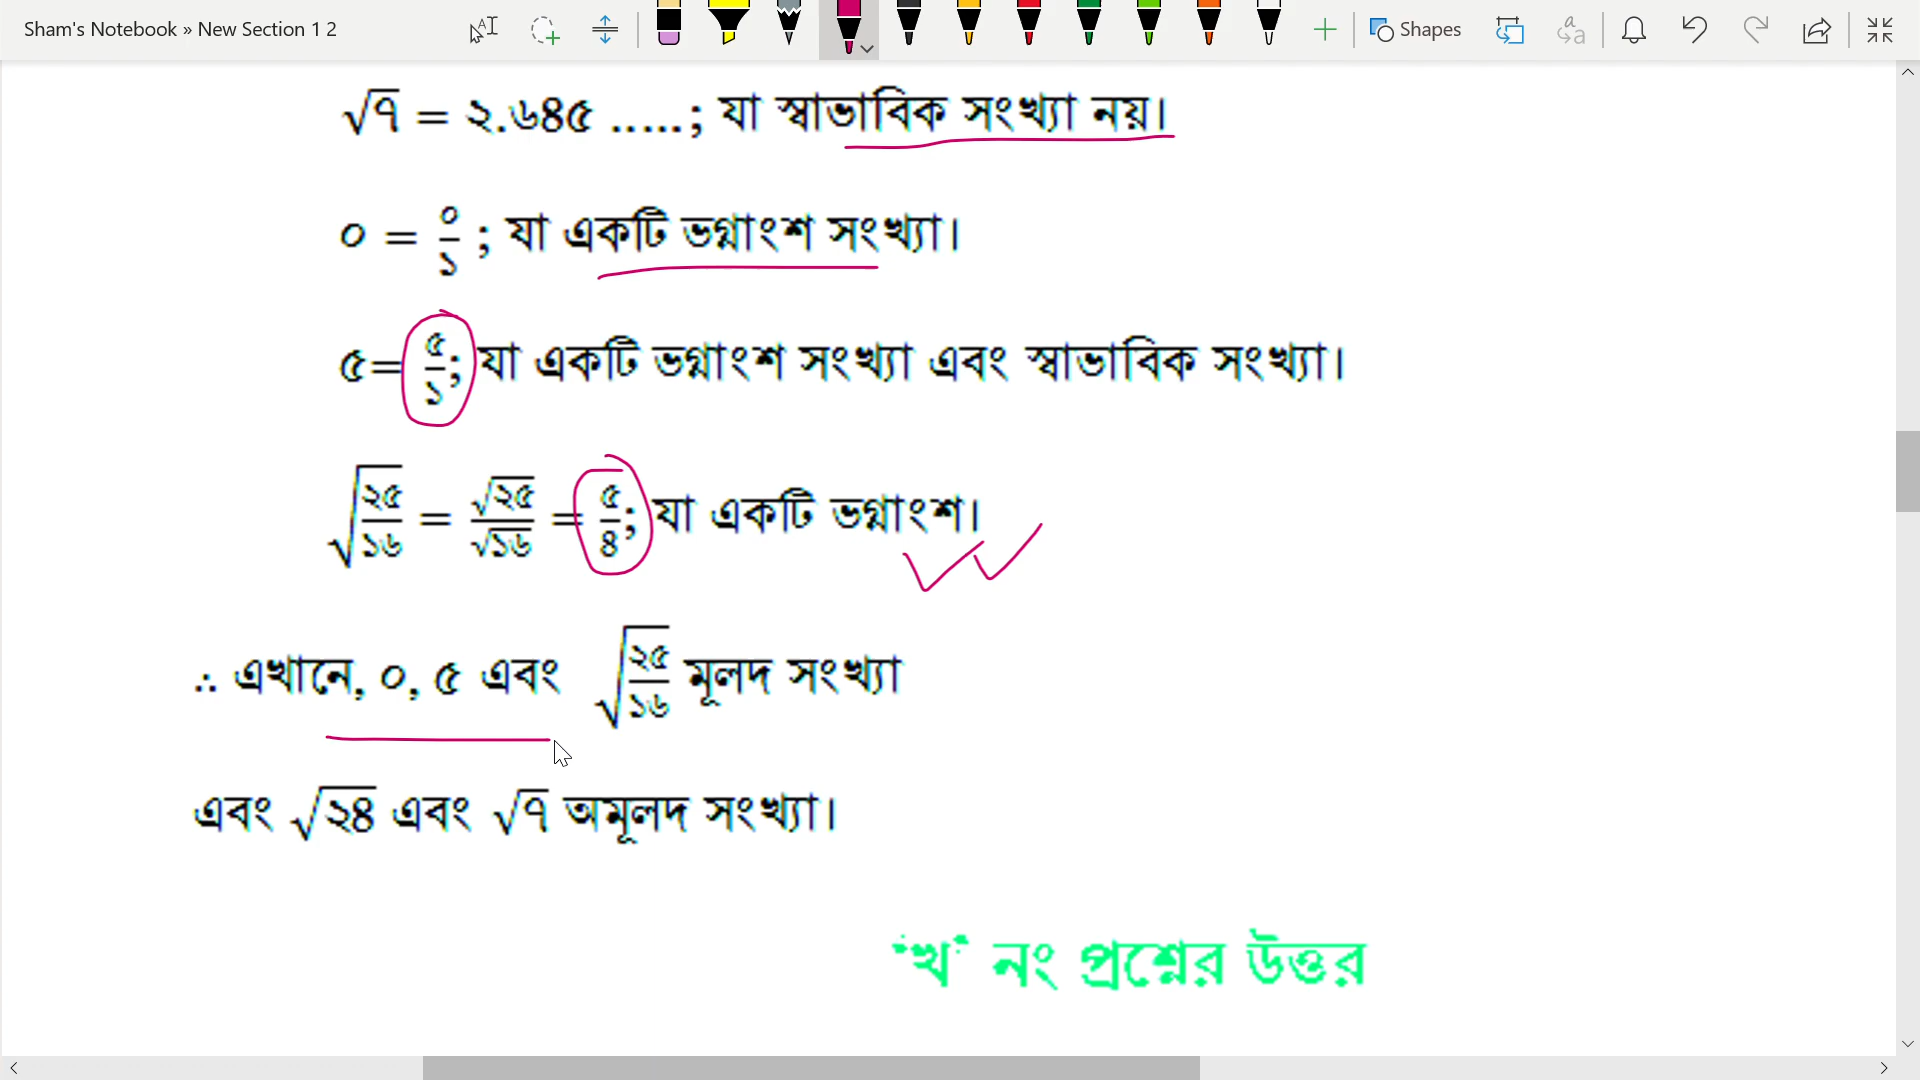 Sham's Notebook » New Section 1 2
Shapes
√৭ = ২.৬৪৫ .....; যা স্বাভাবিক সংখ্যা নয়।
০ = ০/১ ; যা একটি ভগ্নাংশ সংখ্যা।
৫= ৫/১; যা একটি ভগ্নাংশ সংখ্যা এবং স্বাভাবিক সংখ্যা।
√(২৫/১৬) = √২৫/√১৬ = ৫/৪; যা একটি ভগ্নাংশ।
∴ এখানে, ০, ৫ এবং √(২৫/১৬) মূলদ সংখ্যা
এবং √২৪ এবং √৭ অমূলদ সংখ্যা।
‘খ’ নং প্রশ্নের উত্তর